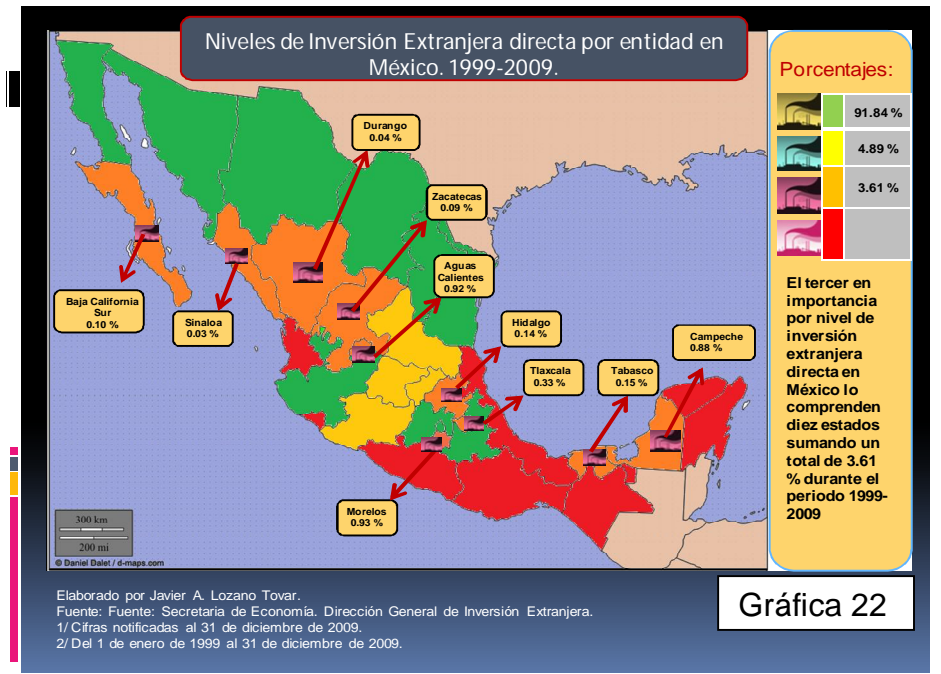 Niveles de Inversión Extranjera directa por entidad en
México. 1999-2009.
Porcentajes:
91.84 %
4.89 %
3.61 %
Durango
0.04 %
Zacatecas
0.09 %
Aguas
Calientes
0.92 %
Baja California
Sur
0.10 %
Sinaloa
0.03 %
Hidalgo
0.14 %
Campeche
0.88 %
Tlaxcala
0.33 %
Tabasco
0.15 %
Morelos
0.93 %
El tercer en
importancia
por nivel de
inversión
extranjera
directa en
México lo
comprenden
diez estados
sumando un
total de 3.61
% durante el
periodo 1999-
2009
300 km
200 mi
© Daniel Dalet / d-maps.com
Elaborado por Javier A. Lozano Tovar.
Fuente: Fuente: Secretaria de Economía. Dirección General de Inversión Extranjera.
1/ Cifras notificadas al 31 de diciembre de 2009.
2/ Del 1 de enero de 1999 al 31 de diciembre de 2009.
Gráfica 22